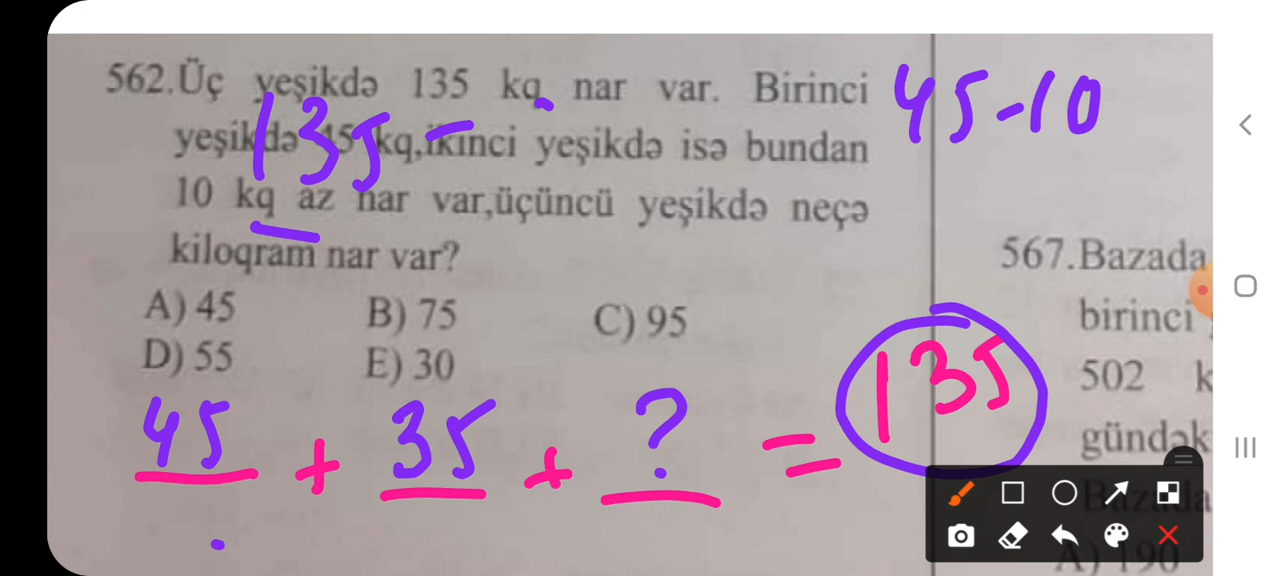 562.Üç yeşikdə 135 kq nar var. Birinci
yeşikdə 45 kq,ikinci yeşikdə isə bundan
10 kq az nar var,üçüncü yeşikdə neçə
kiloqram nar var?
A) 45 B) 75 C) 95
D) 55 E) 30
135 -
45-10
45 + 35 + ? = 135
567.Bazada
birinci
502
gündək
Bazada
A) 190